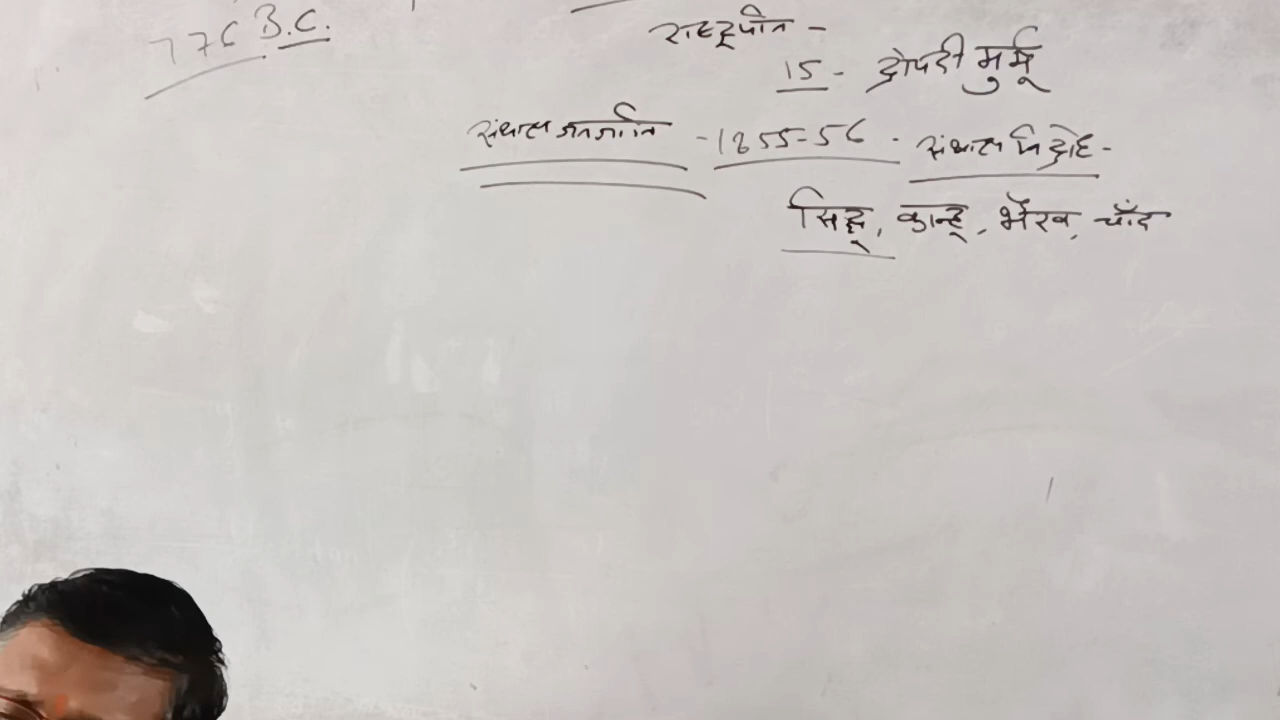 776 B.C.
राष्ट्रपति -
15 - द्रोपदी मुर्मू
संथाल जनजाति - 1855-56 - संथाल विद्रोह -
सिद्धू, कान्हू, भैरव, चाँद